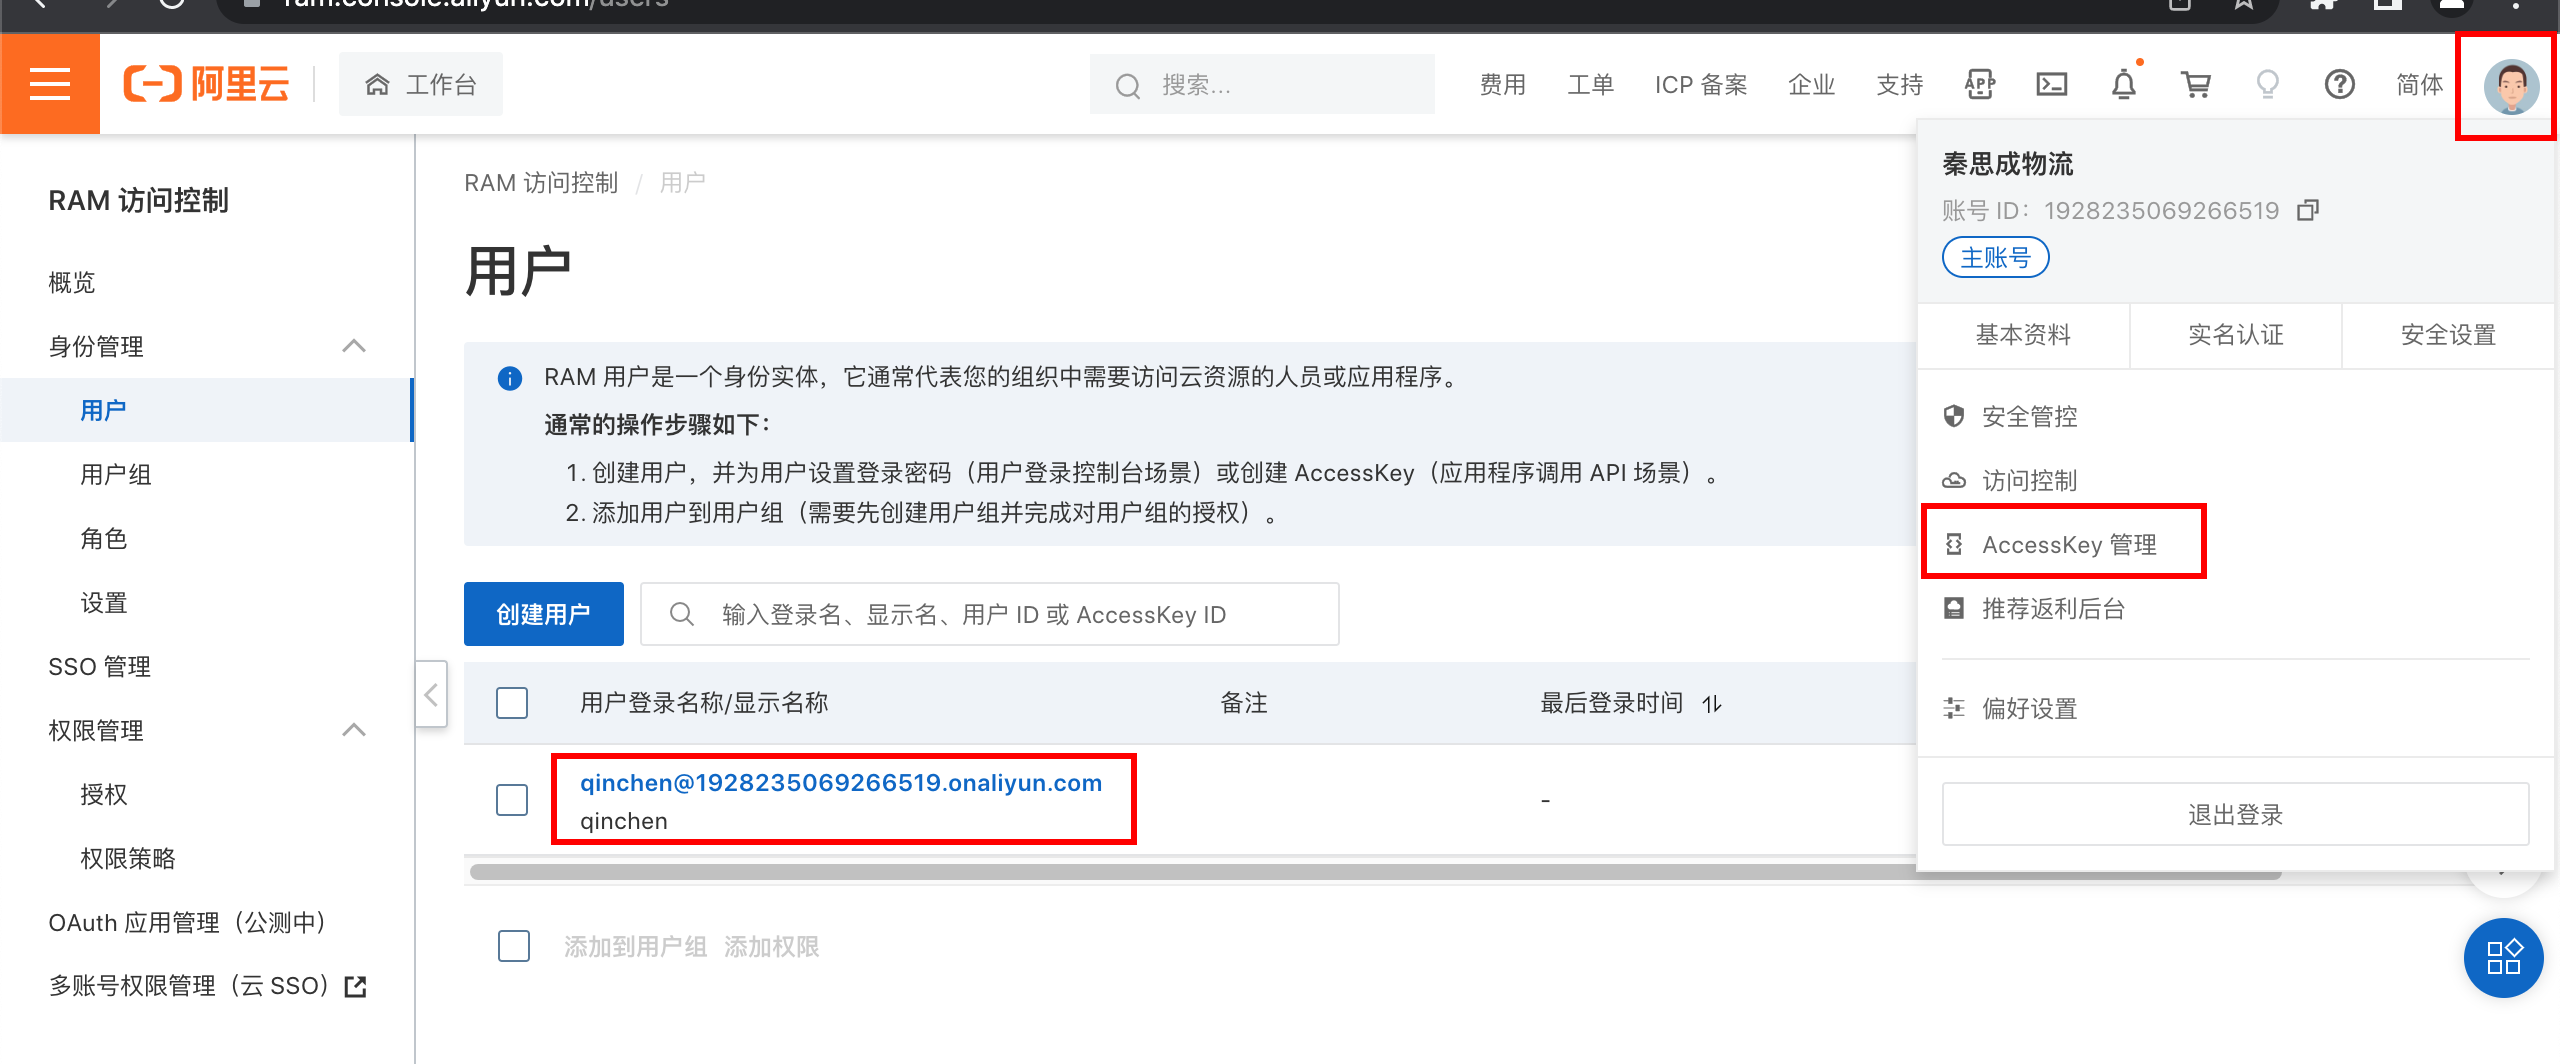 ram.console.aliyun.com/users
阿里云
工作台
搜索...
费用
工单
ICP 备案
企业
支持
APP
简体
RAM 访问控制
概览
身份管理
用户
用户组
角色
设置
SSO 管理
权限管理
授权
权限策略
OAuth 应用管理（公测中）
多账号权限管理（云 SSO）
RAM 访问控制 / 用户
用户
RAM 用户是一个身份实体，它通常代表您的组织中需要访问云资源的人员或应用程序。
通常的操作步骤如下：
1. 创建用户，并为用户设置登录密码（用户登录控制台场景）或创建 AccessKey（应用程序调用 API 场景）。
2. 添加用户到用户组（需要先创建用户组并完成对用户组的授权）。
创建用户
输入登录名、显示名、用户 ID 或 AccessKey ID
用户登录名称/显示名称
备注
最后登录时间
qinchen@1928235069266519.onaliyun.com
qinchen
-
添加到用户组
添加权限
秦思成物流
账号 ID：1928235069266519
主账号
基本资料
实名认证
安全设置
安全管控
访问控制
AccessKey 管理
推荐返利后台
偏好设置
退出登录